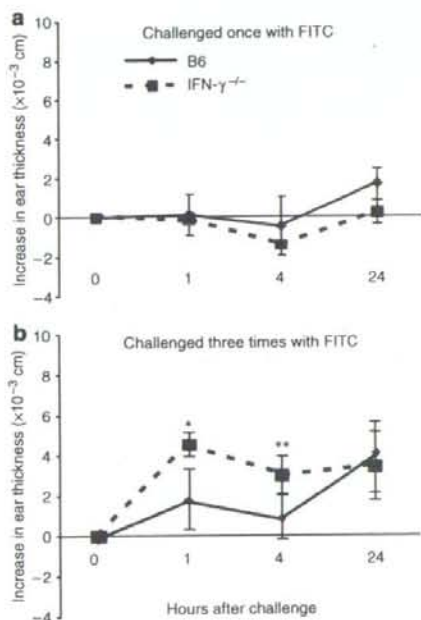 a
Challenged once with FITC
B6
IFN-γ−/−
Increase in ear thickness (×10−3 cm)
10
8
6
4
2
0
−2
−4
0 1 4 24
b
Challenged three times with FITC
Increase in ear thickness (×10−3 cm)
10
8
6
4
2
0
−2
−4
* **
0 1 4 24
Hours after challenge